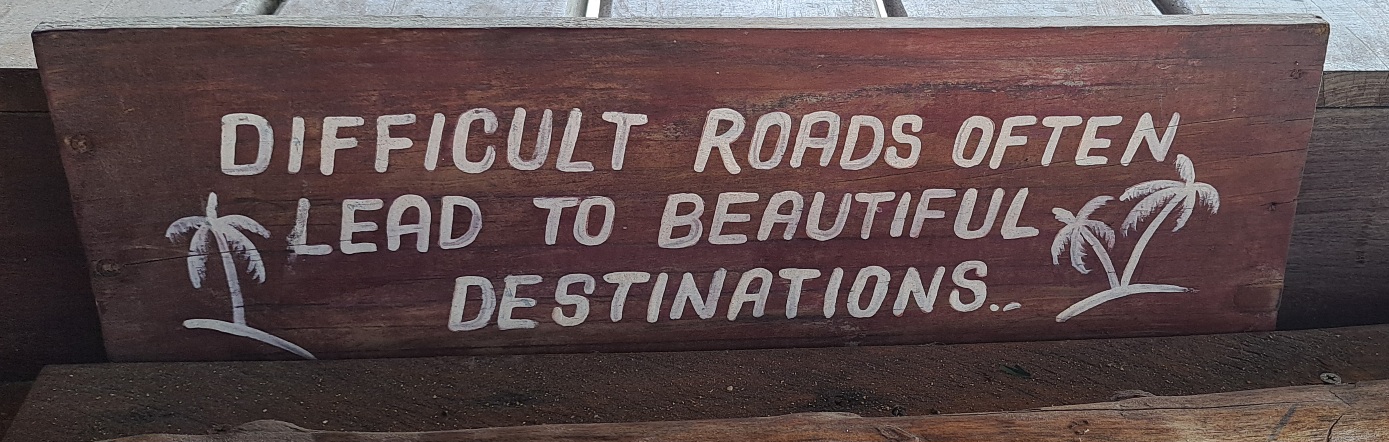 DIFFICULT ROADS OFTEN
LEAD TO BEAUTIFUL
DESTINATIONS..